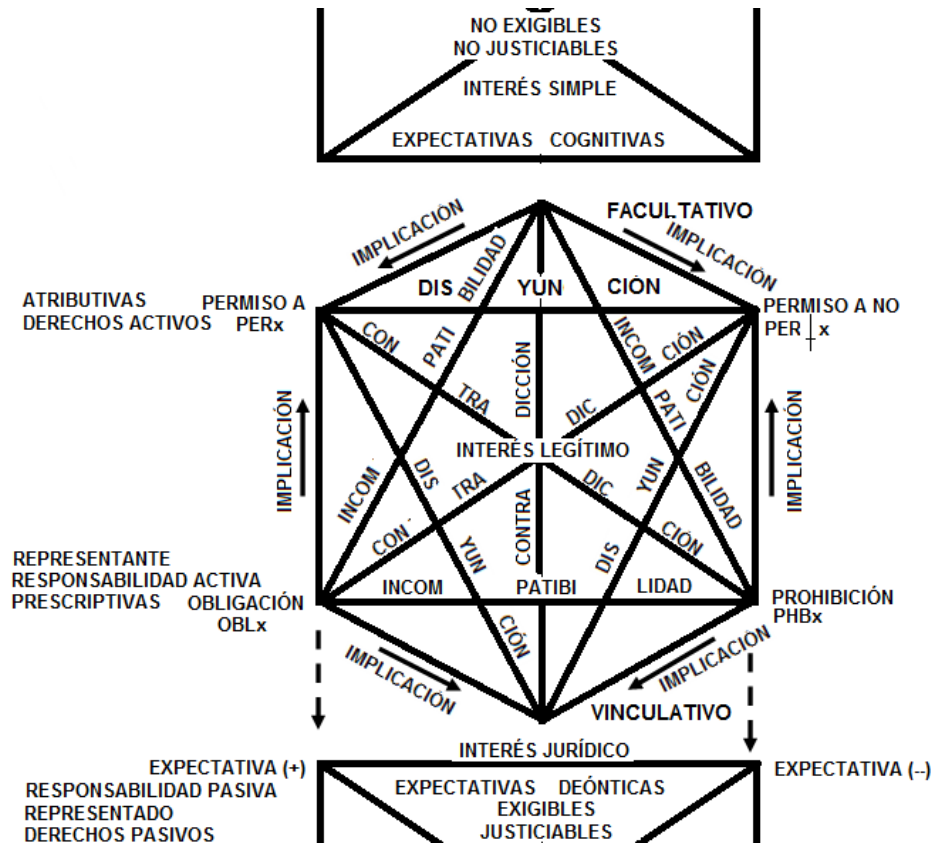 NO EXIGIBLES
NO JUSTICIABLES
INTERÉS SIMPLE
EXPECTATIVAS COGNITIVAS
IMPLICACIÓN
FACULTATIVO
IMPLICACIÓN
ATRIBUTIVAS
DERECHOS ACTIVOS
PERMISO A
PERx
DIS YUN CIÓN
PERMISO A NO
PER x
INCOM PATI BILIDAD
INCOM PATI BILIDAD
CON TRA DIC CIÓN
CON TRA DIC CIÓN
CONTRA DICCIÓN
DIS YUN CIÓN
DIS YUN CIÓN
IMPLICACIÓN
IMPLICACIÓN
INTERÉS LEGÍTIMO
REPRESENTANTE
RESPONSABILIDAD ACTIVA
PRESCRIPTIVAS OBLIGACIÓN
OBLx
INCOM PATIBI LIDAD
PROHIBICIÓN
PHBx
IMPLICACIÓN
IMPLICACIÓN
VINCULATIVO
INTERÉS JURÍDICO
EXPECTATIVA (+)
RESPONSABILIDAD PASIVA
REPRESENTADO
DERECHOS PASIVOS
EXPECTATIVAS DEÓNTICAS
EXIGIBLES
JUSTICIABLES
EXPECTATIVA (--)